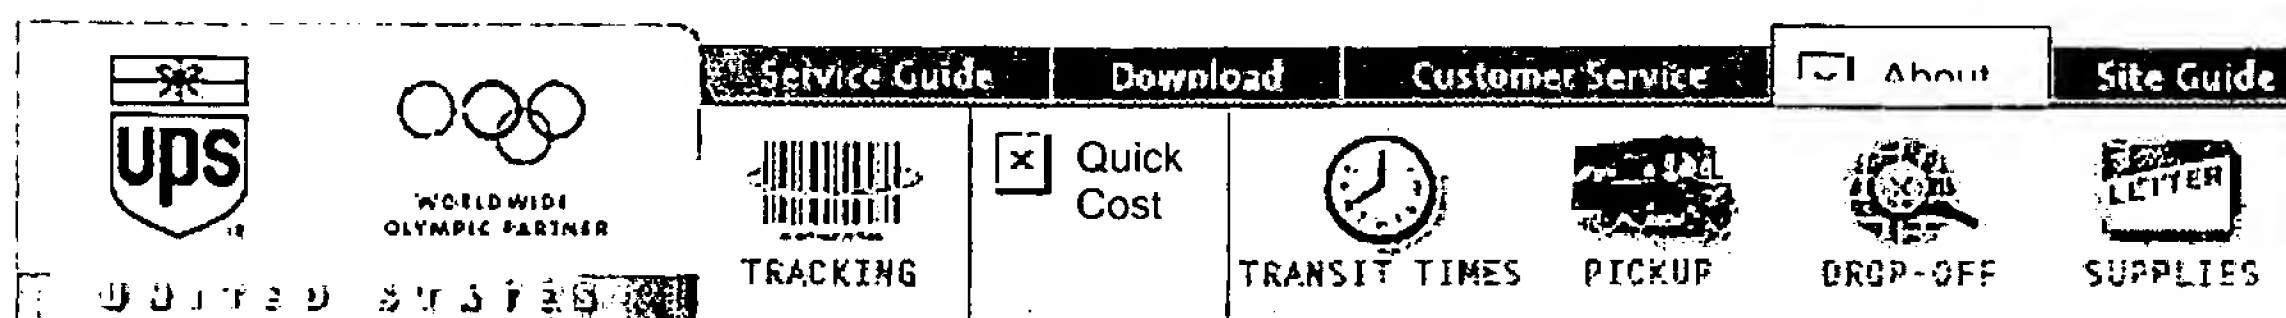 Service Guide
Download
Customer Service
About
Site Guide
ups
WORLDWIDE
OLYMPIC PARTNER
UNITED STATES
TRACKING
Quick
Cost
TRANSIT TIMES
PICKUP
DROP-OFF
LETTER
SUPPLIES